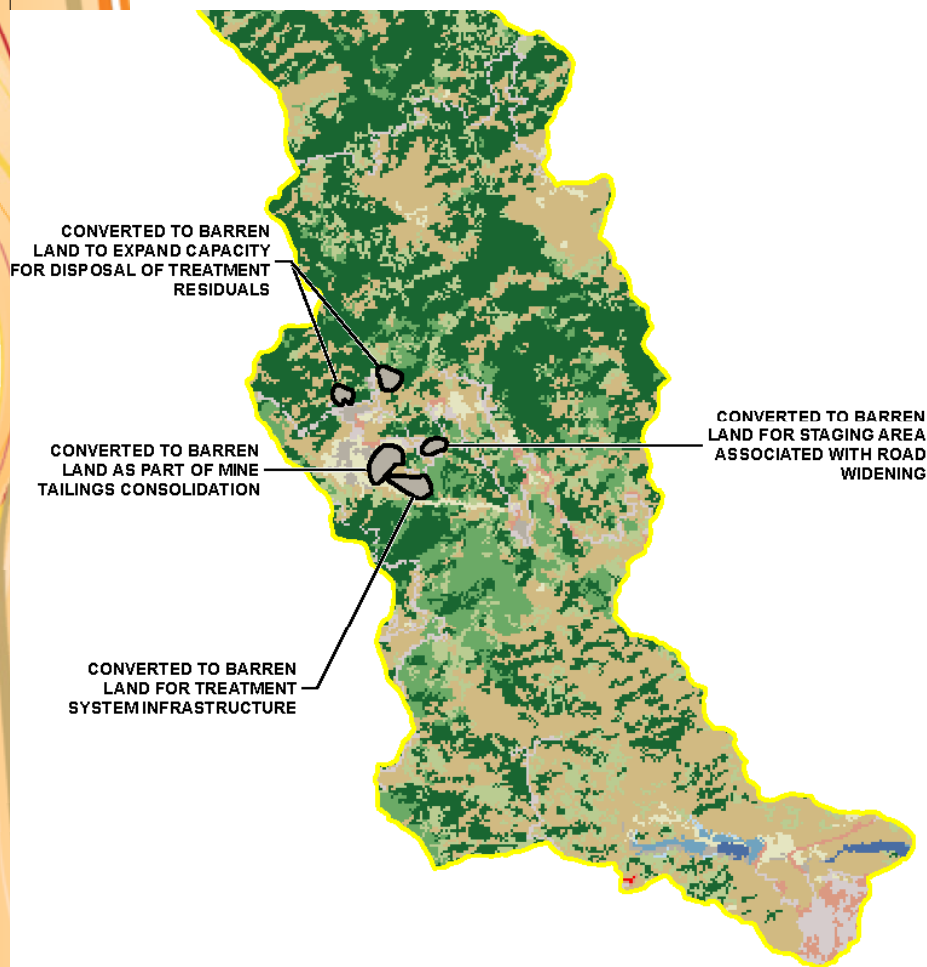 CONVERTED TO BARREN
LAND TO EXPAND CAPACITY
FOR DISPOSAL OF TREATMENT
RESIDUALS
CONVERTED TO BARREN
LAND FOR STAGING AREA
ASSOCIATED WITH ROAD
WIDENING
CONVERTED TO BARREN
LAND AS PART OF MINE
TAILINGS CONSOLIDATION
CONVERTED TO BARREN
LAND FOR TREATMENT
SYSTEM INFRASTRUCTURE